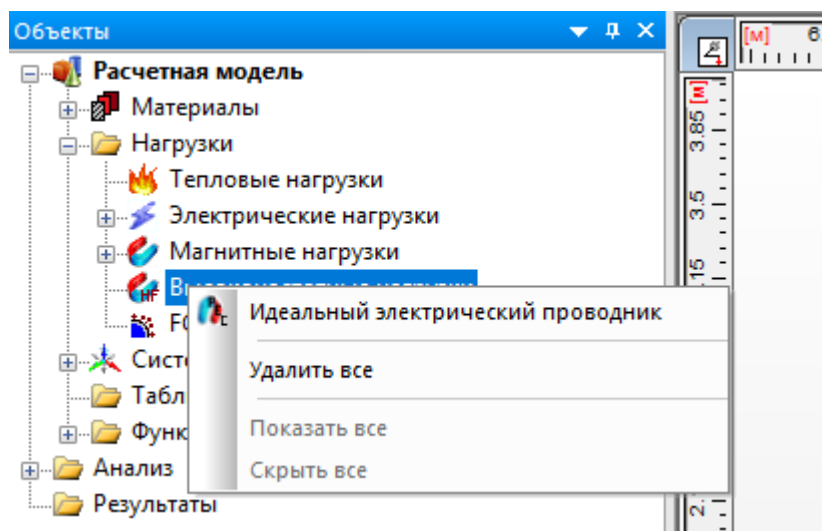 Объекты
[м] 6
Расчетная модель
[м]
Материалы
3.85
Нагрузки
Тепловые нагрузки
3.5
Электрические нагрузки
Магнитные нагрузки
Идеальный электрический проводник
Удалить все
Показать все
Скрыть все
Анализ
Результаты